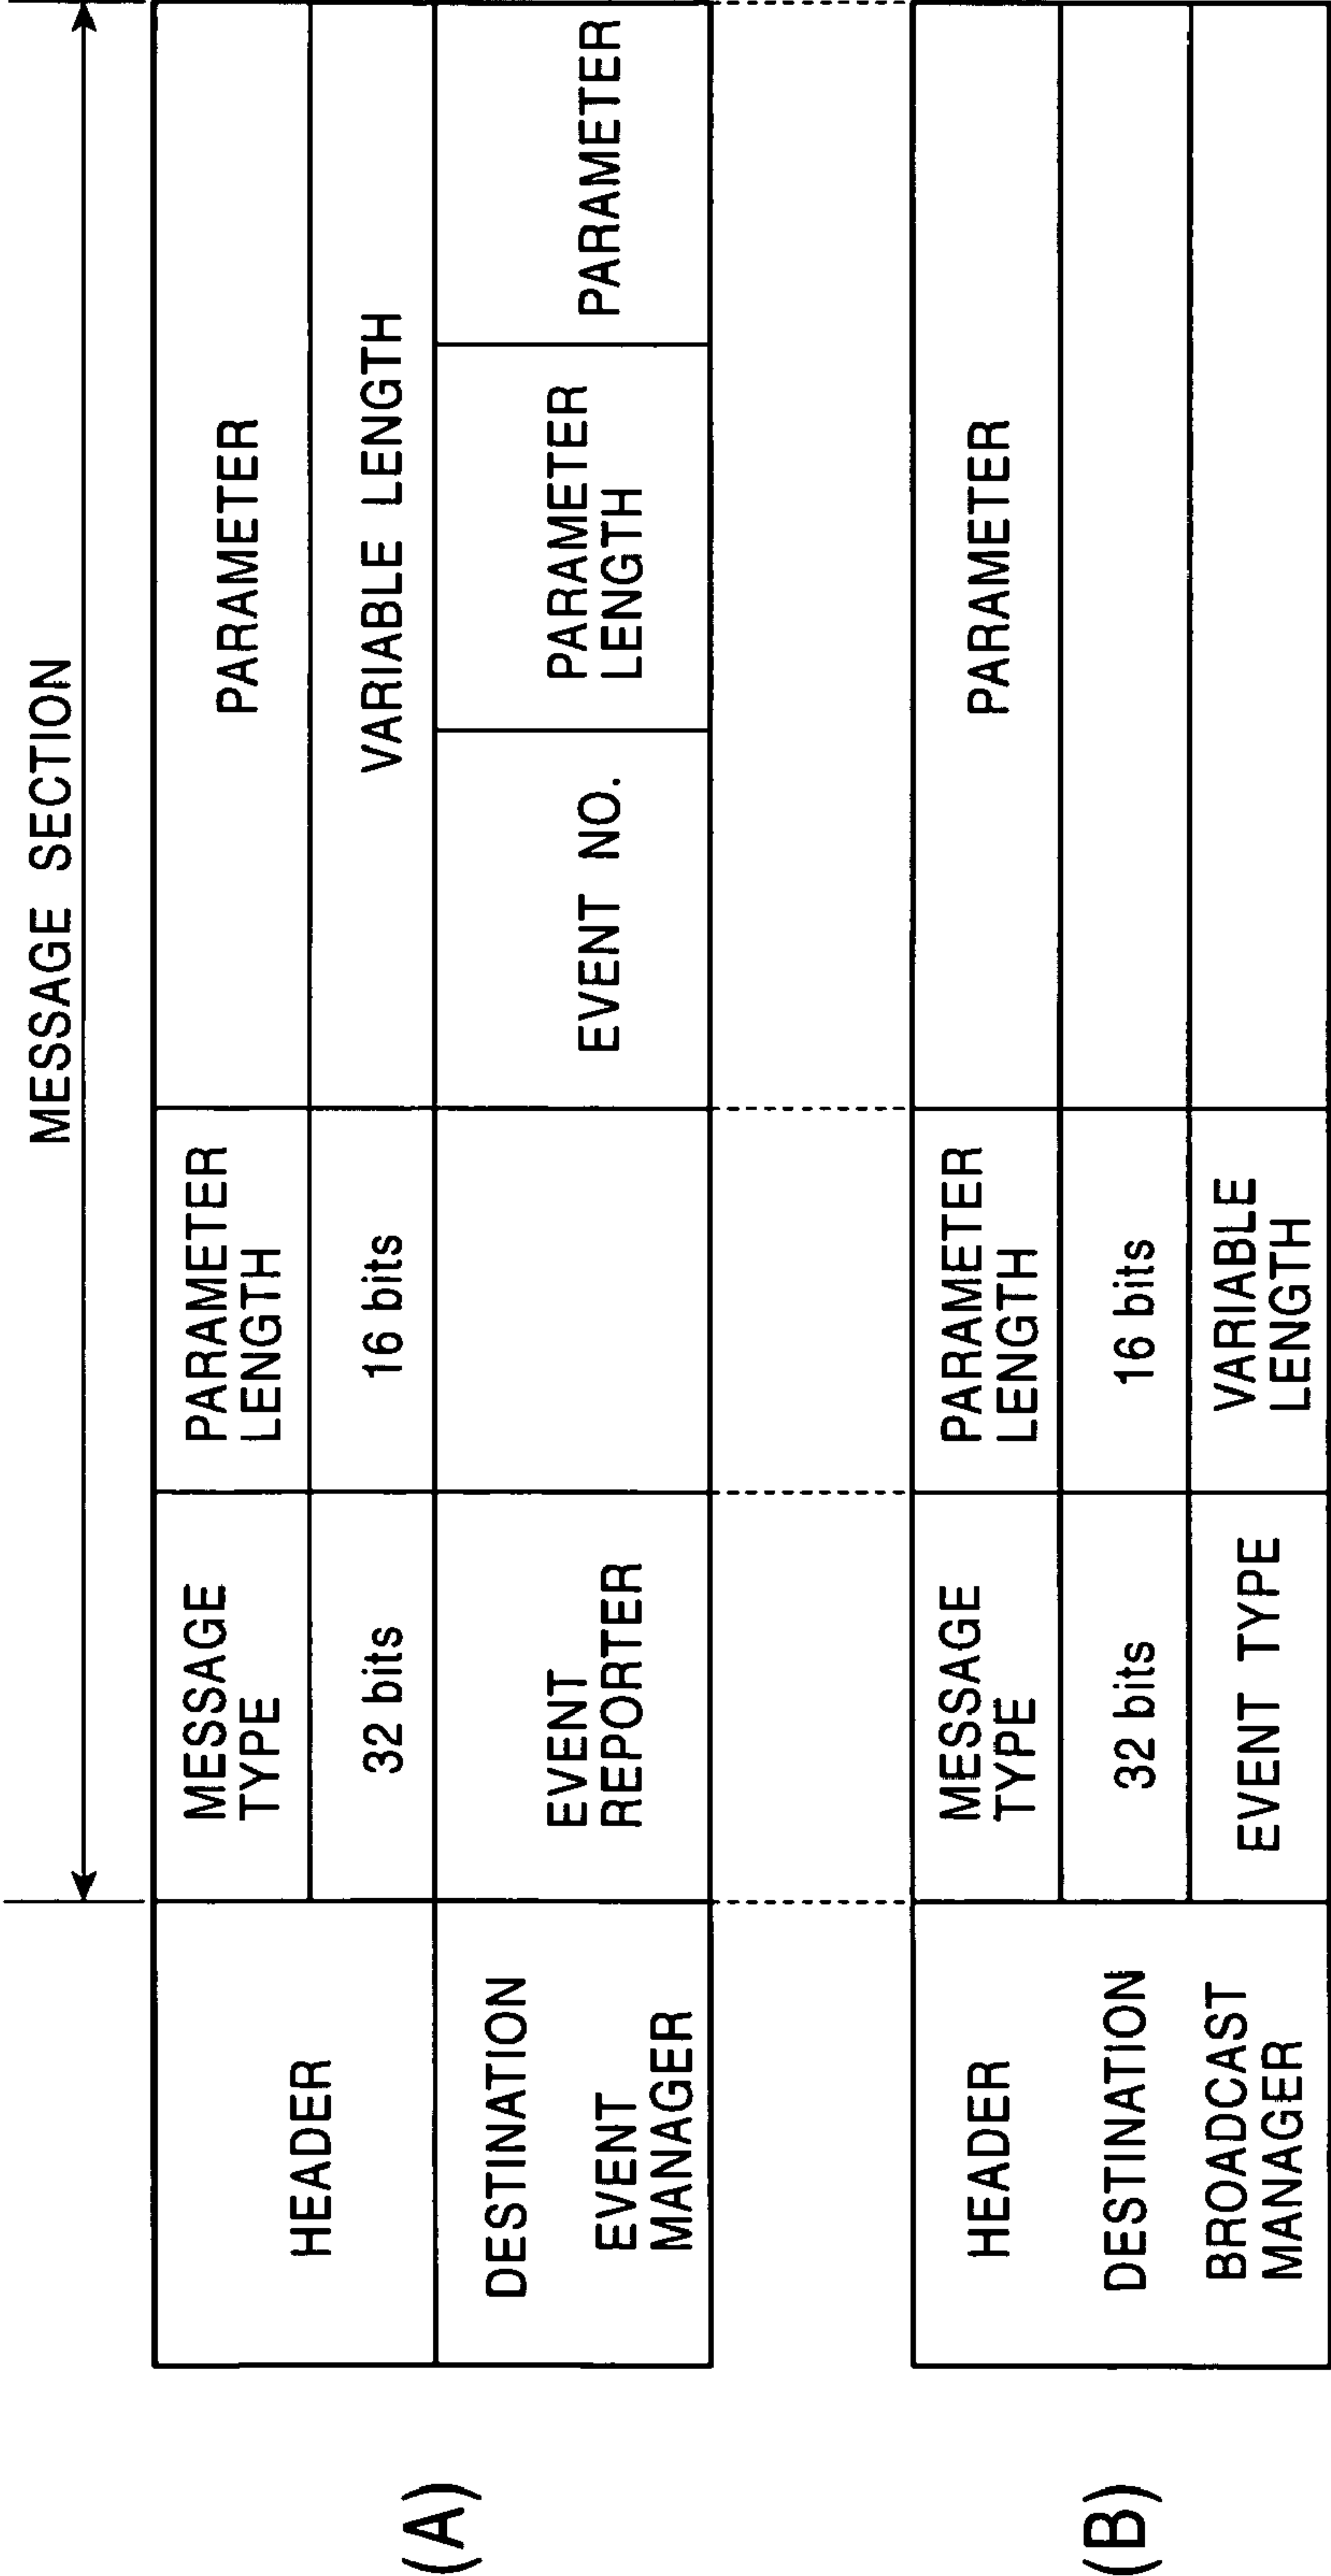 MESSAGE SECTION
(A)
HEADER
MESSAGE
TYPE
PARAMETER
LENGTH
PARAMETER
32 bits
16 bits
VARIABLE LENGTH
DESTINATION
EVENT
MANAGER
EVENT
REPORTER
EVENT NO.
PARAMETER
LENGTH
PARAMETER
(B)
HEADER
MESSAGE
TYPE
PARAMETER
LENGTH
PARAMETER
DESTINATION
32 bits
16 bits
BROADCAST
MANAGER
EVENT TYPE
VARIABLE
LENGTH